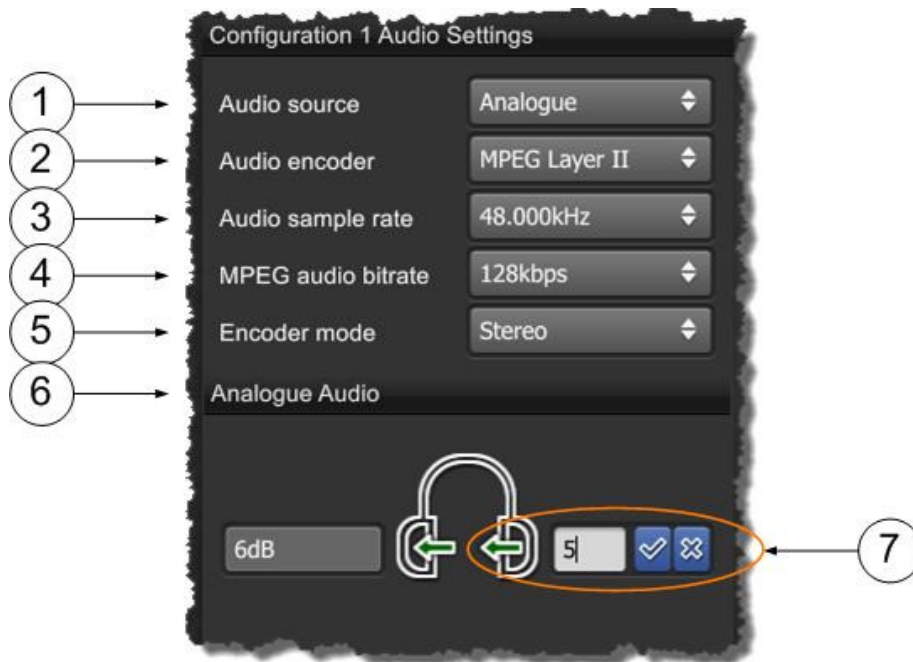 Configuration 1 Audio Settings
1 Audio source Analogue
2 Audio encoder MPEG Layer II
3 Audio sample rate 48.000kHz
4 MPEG audio bitrate 128kbps
5 Encoder mode Stereo
6 Analogue Audio
6dB 5 7